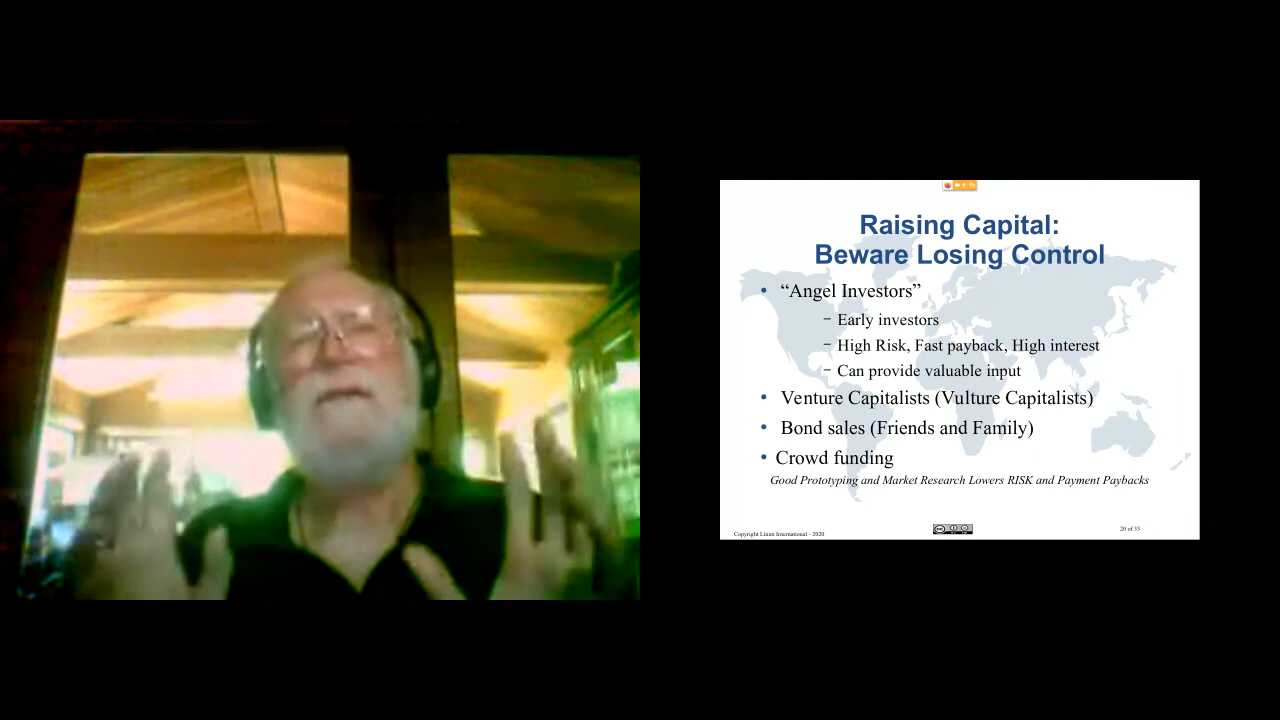 Raising Capital:
Beware Losing Control
• “Angel Investors”
– Early investors
– High Risk, Fast payback, High interest
– Can provide valuable input
• Venture Capitalists (Vulture Capitalists)
• Bond sales (Friends and Family)
• Crowd funding
Good Prototyping and Market Research Lowers RISK and Payment Paybacks
Copyright Linux International - 2020
20 of 33